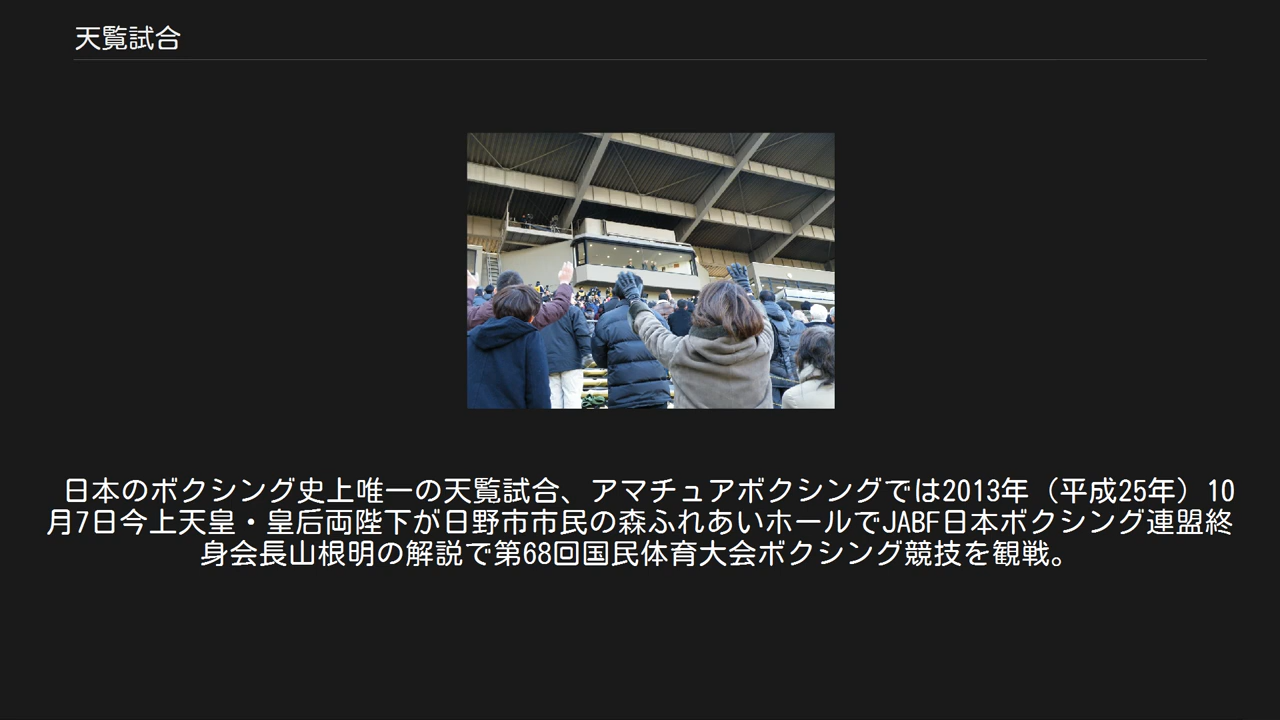 天覧試合
日本のボクシング史上唯一の天覧試合、アマチュアボクシングでは2013年（平成25年）10
月7日今上天皇・皇后両陛下が日野市市民の森ふれあいホールでJABF日本ボクシング連盟終
身会長山根明の解説で第68回国民体育大会ボクシング競技を観戦。